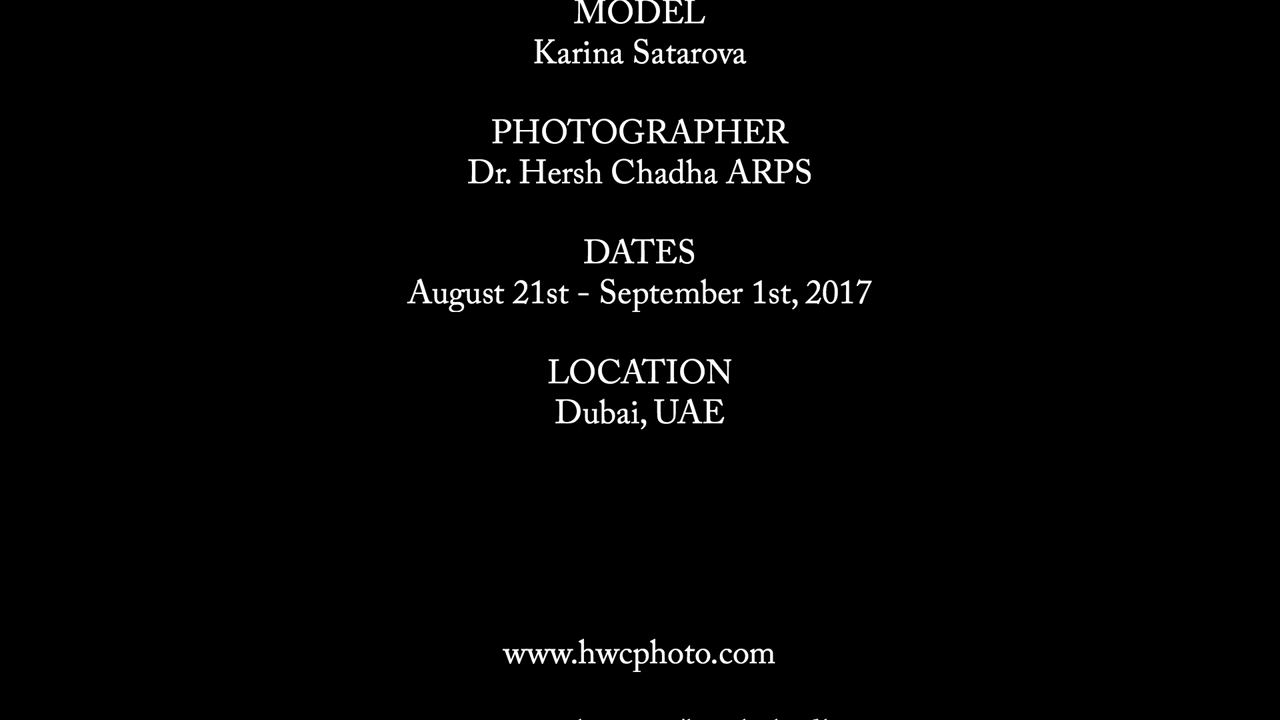 MODEL
Karina Satarova
PHOTOGRAPHER
Dr. Hersh Chadha ARPS
DATES
August 21st - September 1st, 2017
LOCATION
Dubai, UAE
www.hwcphoto.com